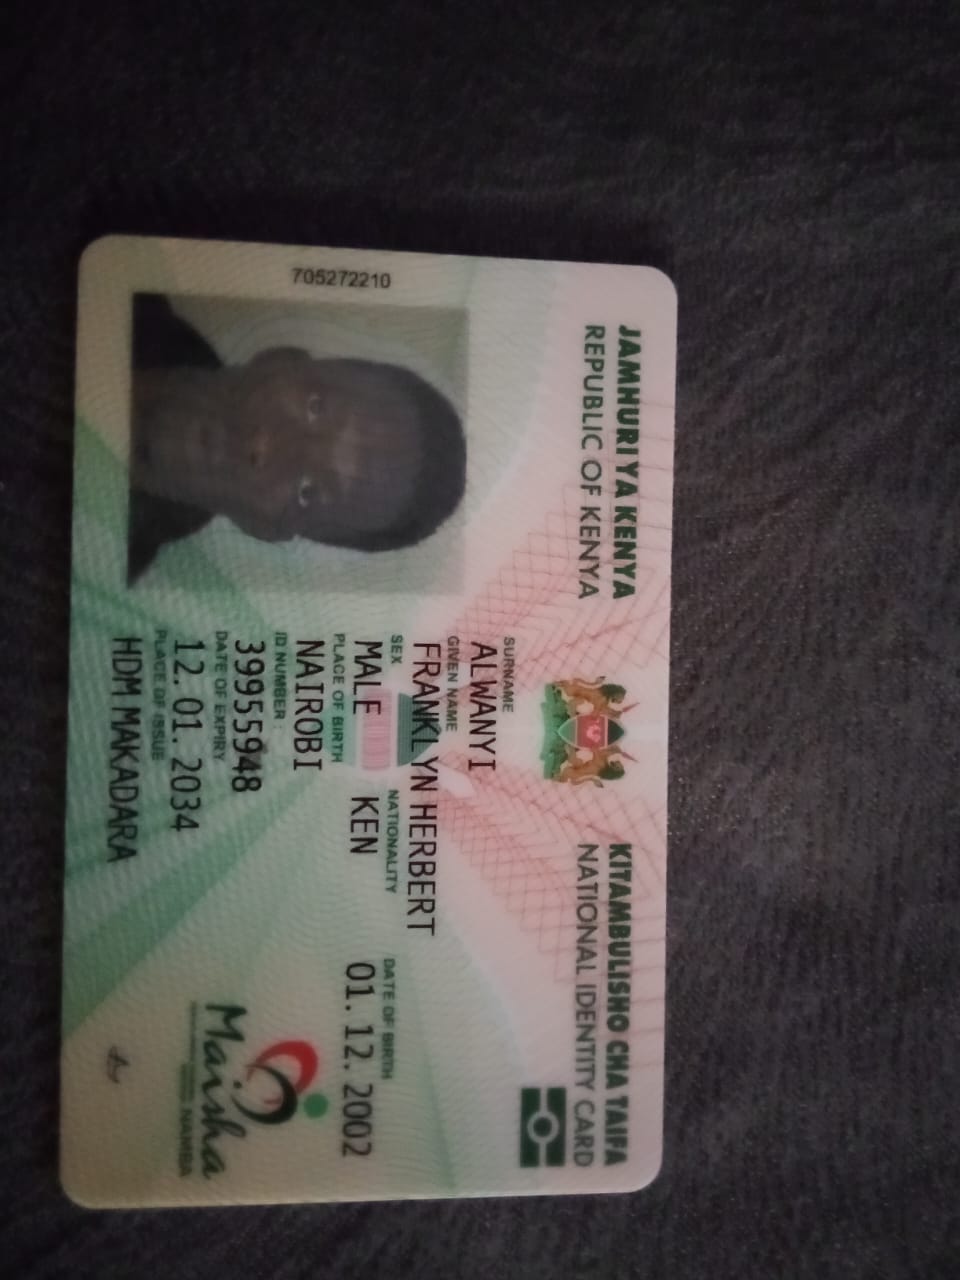 JAMHURI YA KENYA
REPUBLIC OF KENYA
KITAMBULISHO CHA TAIFA
NATIONAL IDENTITY CARD
SURNAME
ALWANYI
GIVEN NAME
FRANKLYN HERBERT
SEX
MALE
NATIONALITY
KEN
DATE OF BIRTH
01. 12. 2002
PLACE OF BIRTH
NAIROBI
ID NUMBER
39955948
DATE OF EXPIRY
12. 01. 2034
PLACE OF ISSUE
HDM MAKADARA
705272210
Maisha
NAMBA